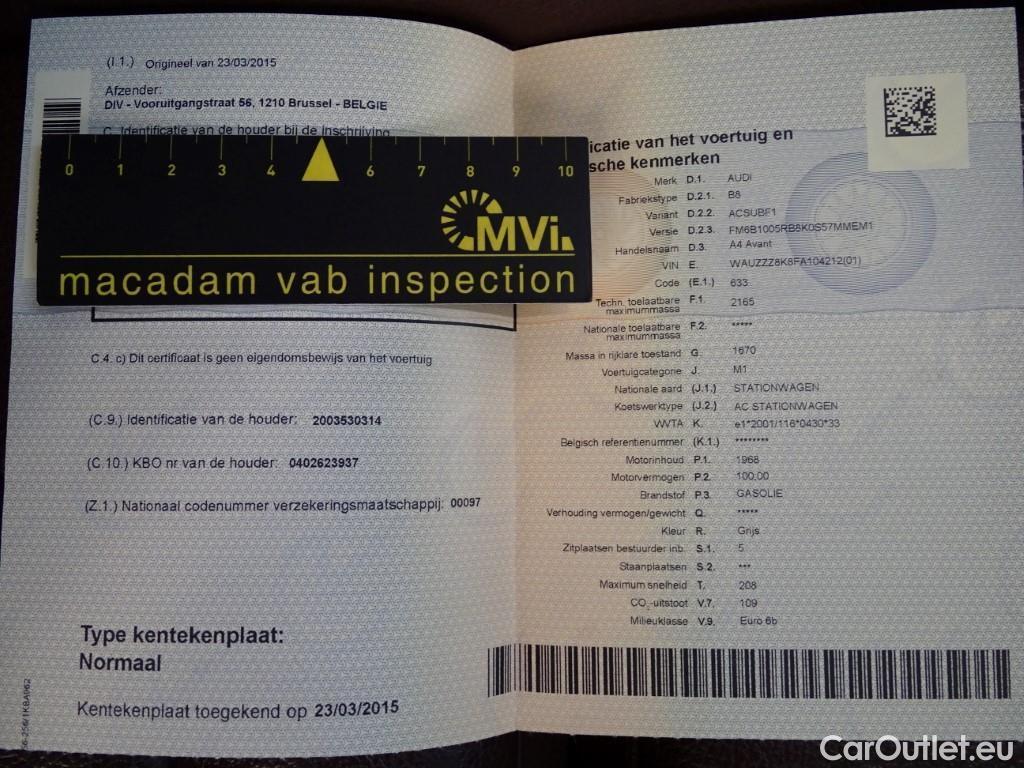 (I.1.) Origineel van 23/03/2015
Afzender:
DIV - Vooruitgangstraat 56, 1210 Brussel - BELGIE
C. Identificatie van de houder bij de inschrijving
0 1 2 3 4 6 7 8 9 10
MVi.
macadam vab inspection
C.4. c) Dit certificaat is geen eigendomsbewijs van het voertuig
(C.9.) Identificatie van de houder: 2003530314
(C.10.) KBO nr van de houder: 0402623937
(Z.1.) Nationaal codenummer verzekeringsmaatschappij: 00097
Type kentekenplaat:
Normaal
Kentekenplaat toegekend op 23/03/2015
icatie van het voertuig en
sche kenmerken
Merk D.1. AUDI
Fabriekstype D.2.1. B8
Variant D.2.2. ACSUBF1
Versie D.2.3. FM6B1005RB8K0S57MMEM1
Handelsnaam D.3. A4 Avant
VIN E. WAUZZZ8K8FA104212(01)
Code (E.1.) 633
Techn. toelaatbare maximummassa F.1. 2165
Nationale toelaatbare maximummassa F.2. *****
Massa in rijklare toestand G. 1670
Voertuigcategorie J. M1
Nationale aard (J.1.) STATIONWAGEN
Koetswerktype (J.2.) AC STATIONWAGEN
WVTA K. e1*2001/116*0430*33
Belgisch referentienummer (K.1.) ********
Motorinhoud P.1. 1968
Motorvermogen P.2. 100,00
Brandstof P.3. GASOLIE
Verhouding vermogen/gewicht Q. *****
Kleur R. Grijs
Zitplaatsen bestuurder inb. S.1. 5
Staanplaatsen S.2. ***
Maximum snelheid T. 208
CO2-uitstoot V.7. 109
Milieuklasse V.9. Euro 6b
CarOutlet.eu